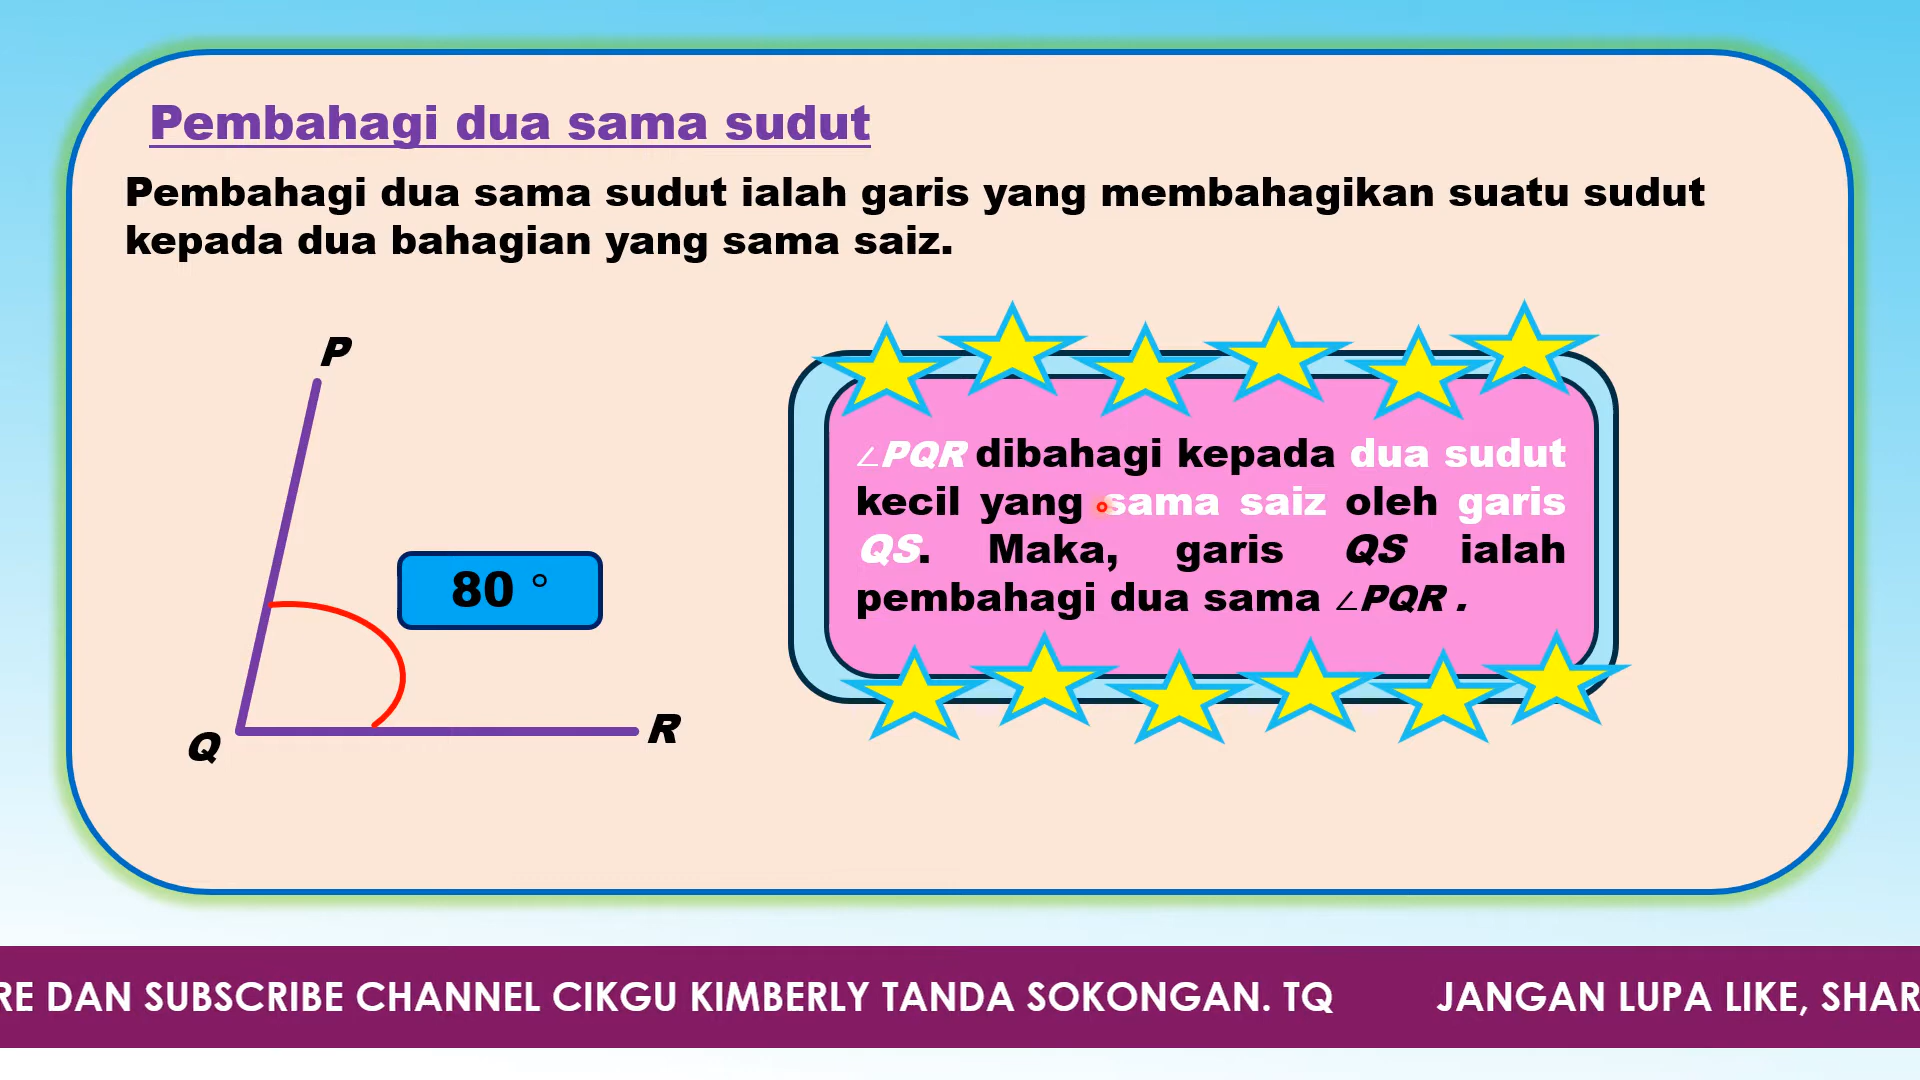 Pembahagi dua sama sudut
Pembahagi dua sama sudut ialah garis yang membahagikan suatu sudut
kepada dua bahagian yang sama saiz.
P
∠PQR dibahagi kepada dua sudut
kecil yang sama saiz oleh garis
QS. Maka, garis QS ialah
pembahagi dua sama ∠PQR .
80 °
R
Q
RE DAN SUBSCRIBE CHANNEL CIKGU KIMBERLY TANDA SOKONGAN. TQ JANGAN LUPA LIKE, SHAR